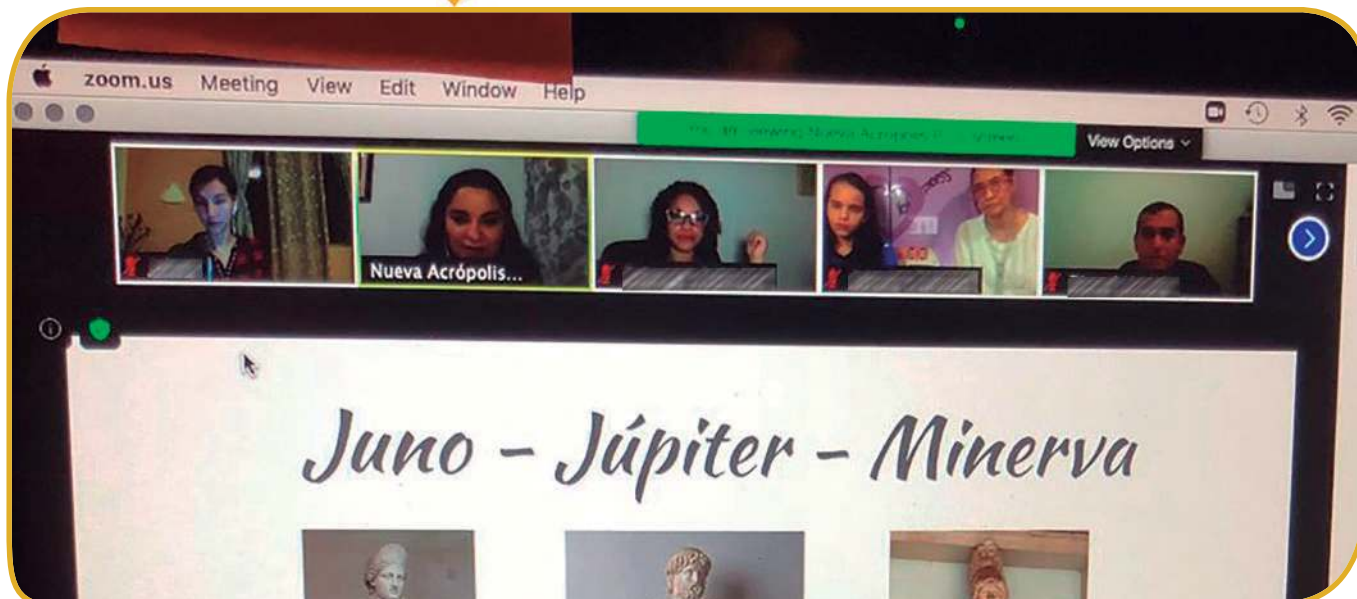 zoom.us Meeting View Edit Window Help
View Options
Nueva Acrópolis...
Juno - Júpiter - Minerva